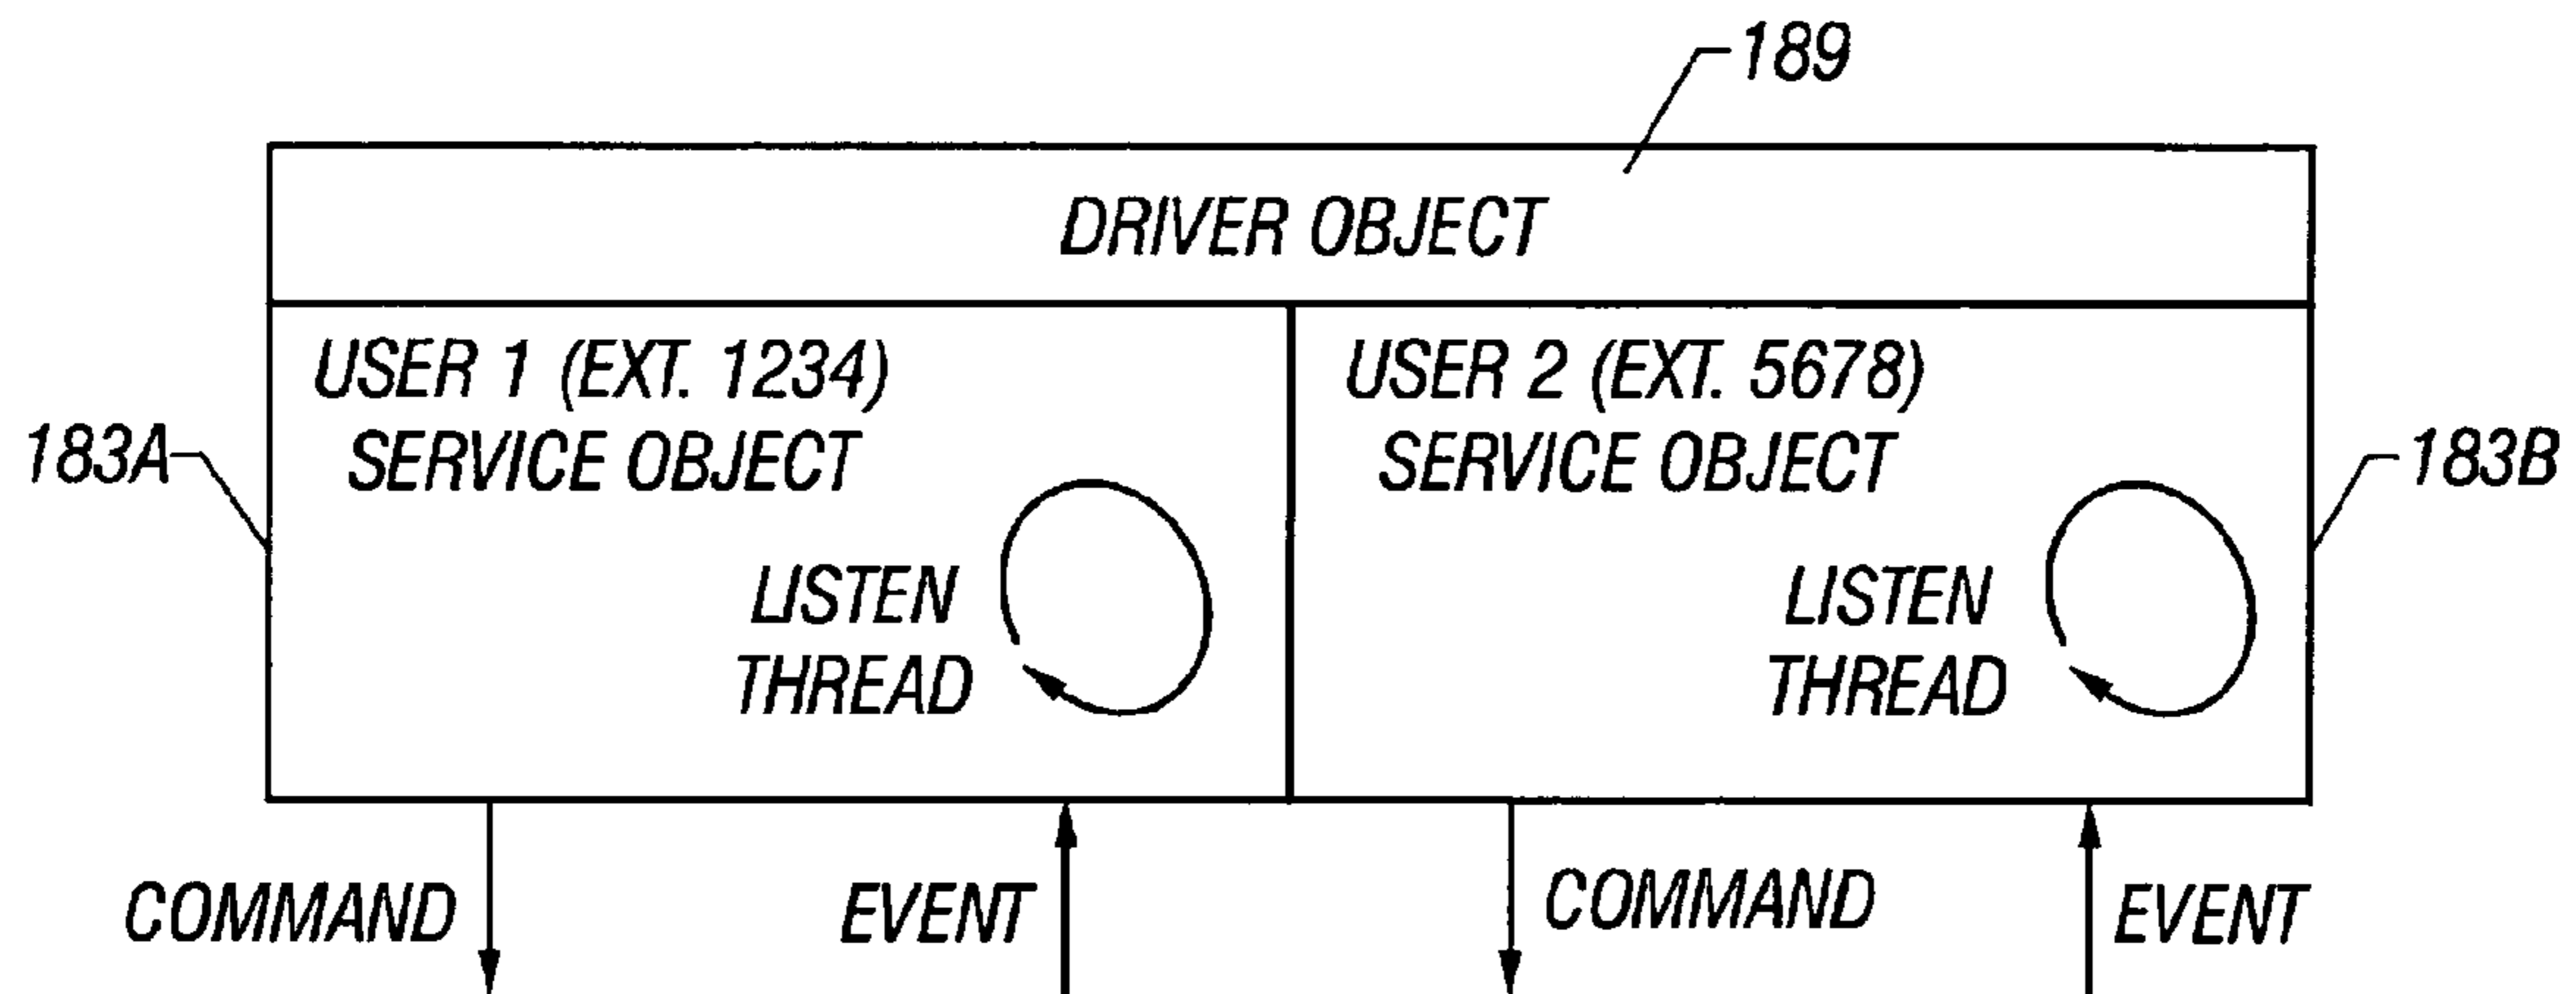 189
DRIVER OBJECT
USER 1 (EXT. 1234)
SERVICE OBJECT
LISTEN
THREAD
183A
USER 2 (EXT. 5678)
SERVICE OBJECT
LISTEN
THREAD
183B
COMMAND
EVENT
COMMAND
EVENT